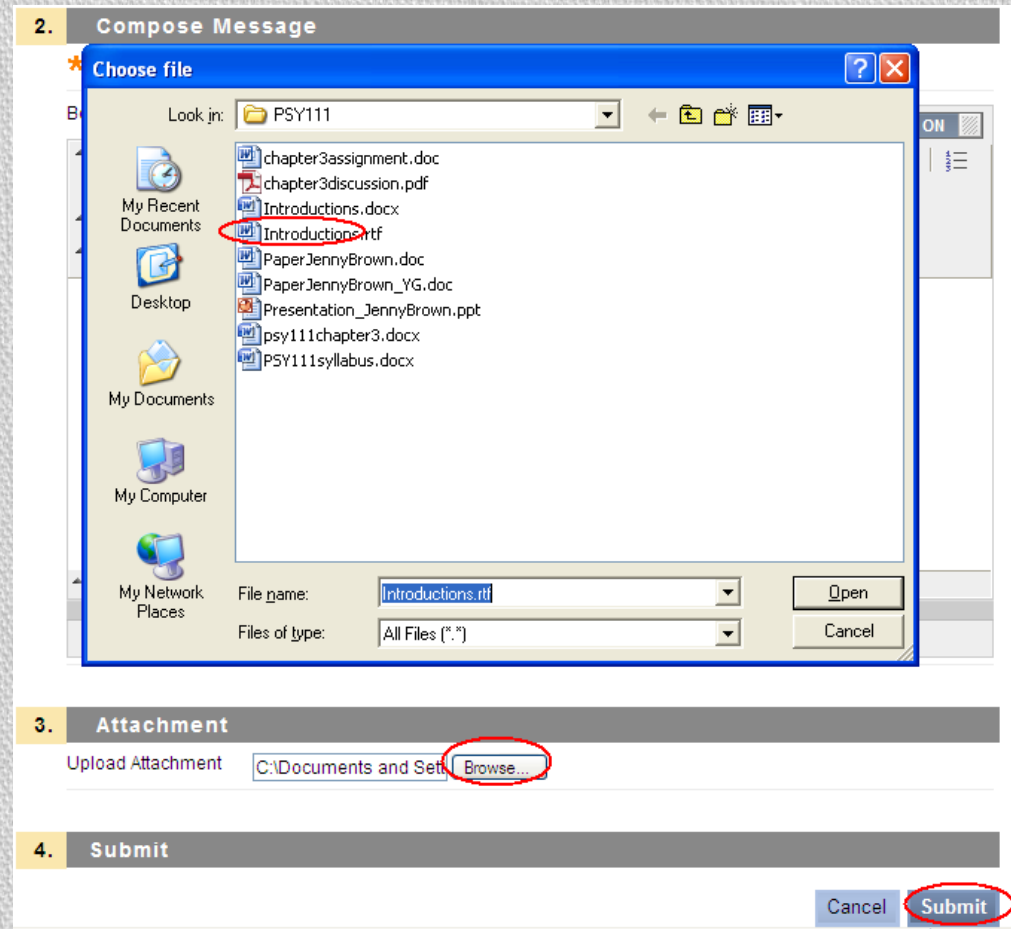 2. Compose Message
*
Choose file
Look in: PSY111
ON
chapter3assignment.doc
chapter3discussion.pdf
Introductions.docx
Introductions.rtf
PaperJennyBrown.doc
PaperJennyBrown_YG.doc
Presentation_JennyBrown.ppt
psy111chapter3.docx
PSY111syllabus.docx
My Recent
Documents
Desktop
My Documents
My Computer
My Network
Places
File name: Introductions.rtf Open
Files of type: All Files (*.*) Cancel
3. Attachment
Upload Attachment C:\Documents and Sett Browse...
4. Submit
Cancel Submit